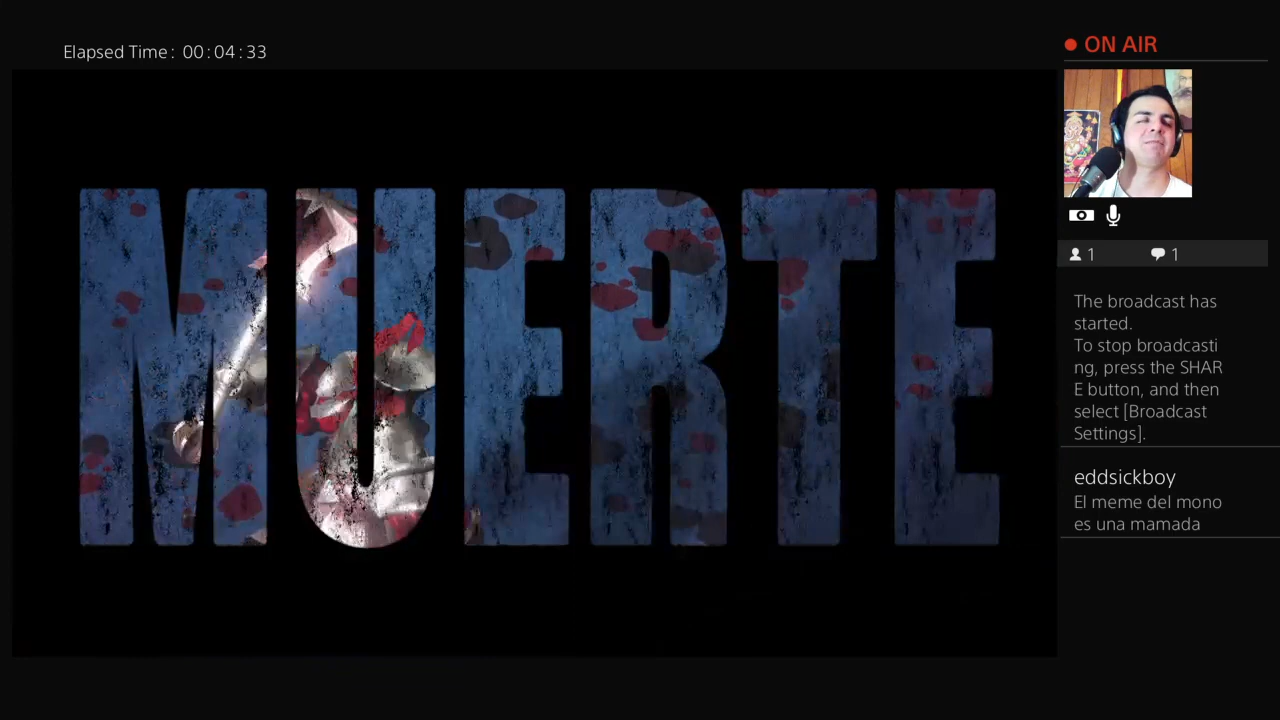 Elapsed Time: 00:04:33
ON AIR
MUERTE
1 1
The broadcast has
started.
To stop broadcasti
ng, press the SHAR
E button, and then
select [Broadcast
Settings].
eddsickboy
El meme del mono
es una mamada